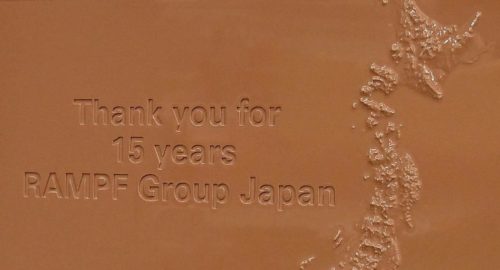 Thank you for
15 years
RAMPF Group Japan